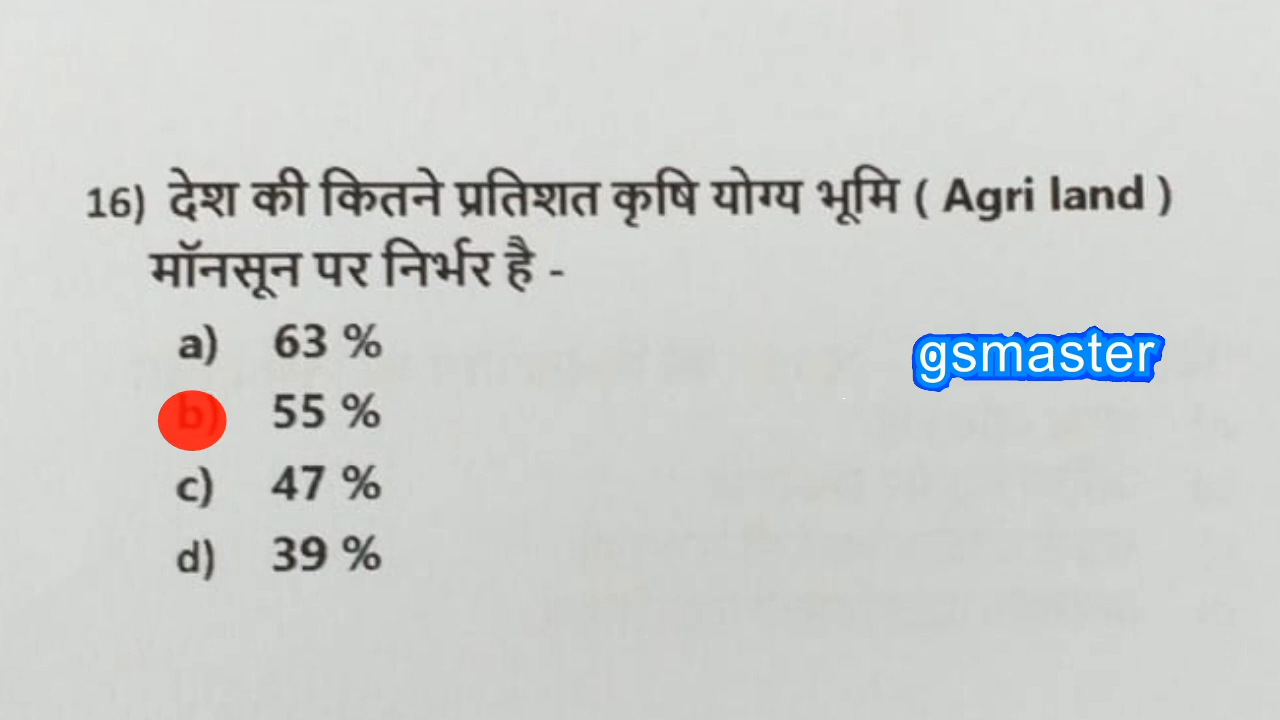 16) देश की कितने प्रतिशत कृषि योग्य भूमि ( Agri land )
मॉनसून पर निर्भर है -
a) 63 %
b) 55 %
c) 47 %
d) 39 %
gsmaster